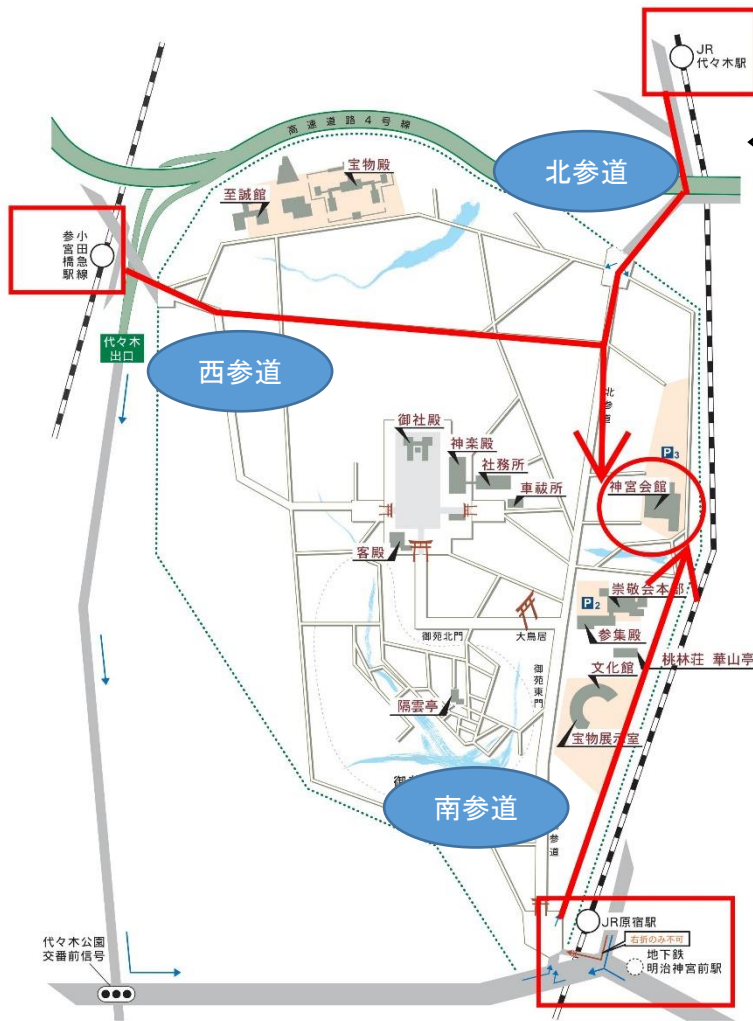 JR
代々木駅
高速道路4号線
北参道
宝物殿
至誠館
小田急線
参宮橋駅
代々木
出口
西参道
北参道
御社殿
神楽殿
社務所
車祓所
P3
神宮会館
客殿
崇敬会本部
P2
参集殿
御苑北門
大鳥居
桃林荘 華山亭
文化館
御苑東門
隔雲亭
宝物展示室
御
南参道
参道
JR原宿駅
右折のみ不可
地下鉄
明治神宮前駅
代々木公園
交番前信号